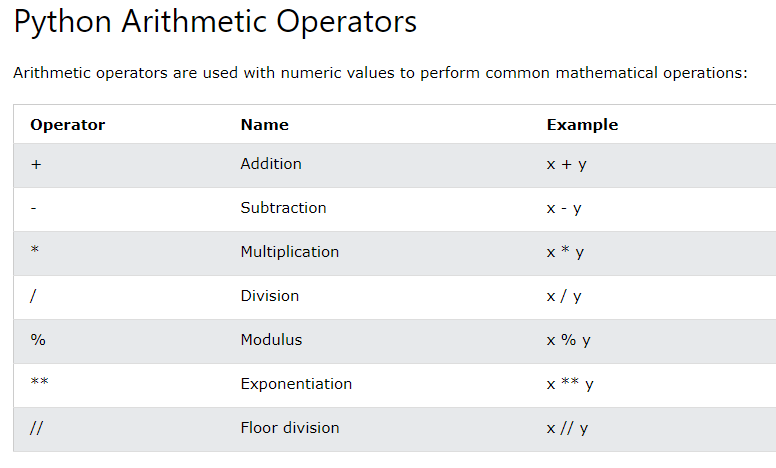 Python Arithmetic Operators
Arithmetic operators are used with numeric values to perform common mathematical operations:
Operator Name Example
+ Addition x + y
- Subtraction x - y
* Multiplication x * y
/ Division x / y
% Modulus x % y
** Exponentiation x ** y
// Floor division x // y